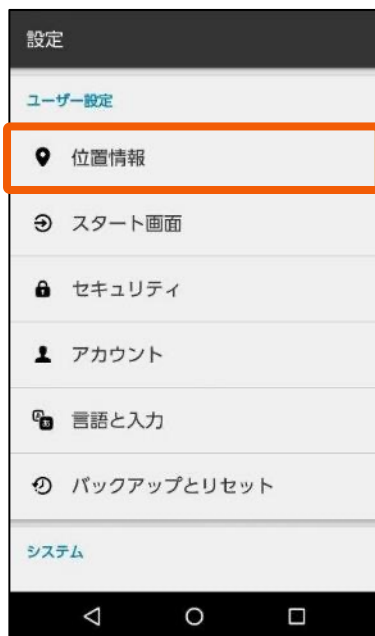 設定
ユーザー設定
位置情報
スタート画面
セキュリティ
アカウント
言語と入力
バックアップとリセット
システム